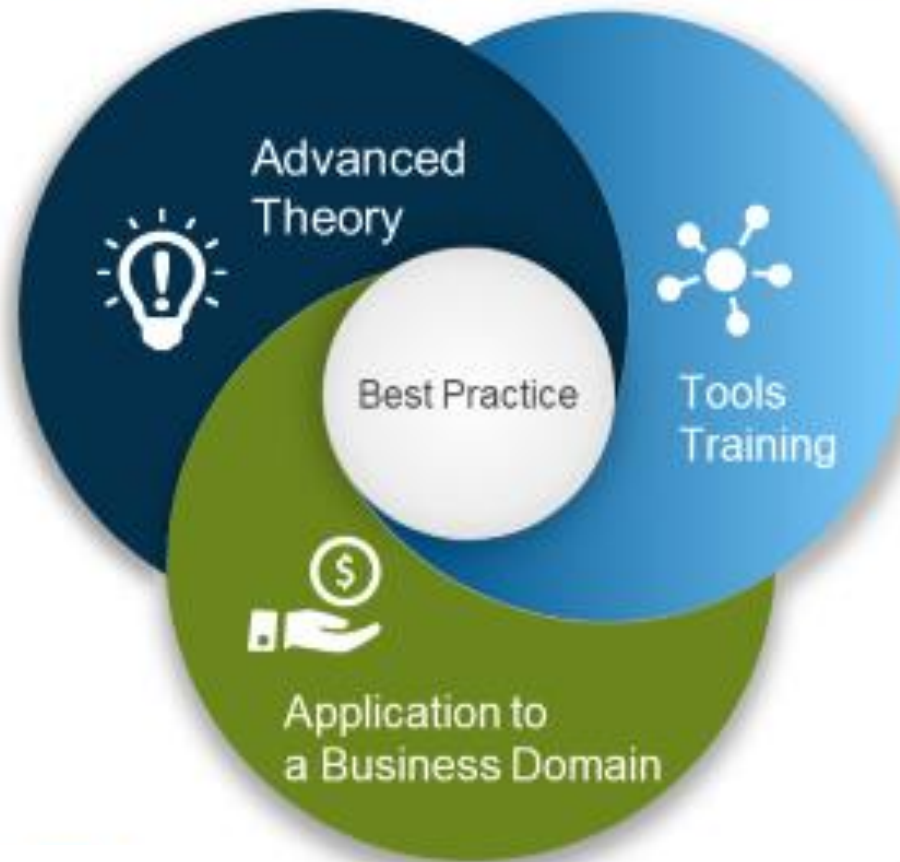 Advanced
Theory
Best Practice
Tools
Training
$
Application to
a Business Domain